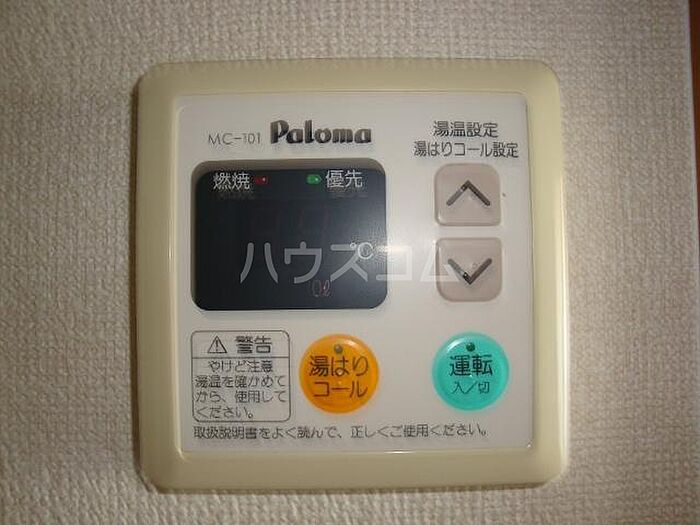 MC-101 Paloma
湯温設定
湯はりコール設定
燃焼 優先
℃
0ℓ
ハウスコム
⚠ 警告
やけど注意
湯温を確かめて
から、使用して
ください。
湯はり
コール
運転
入/切
取扱説明書をよく読んで、正しくご使用ください。